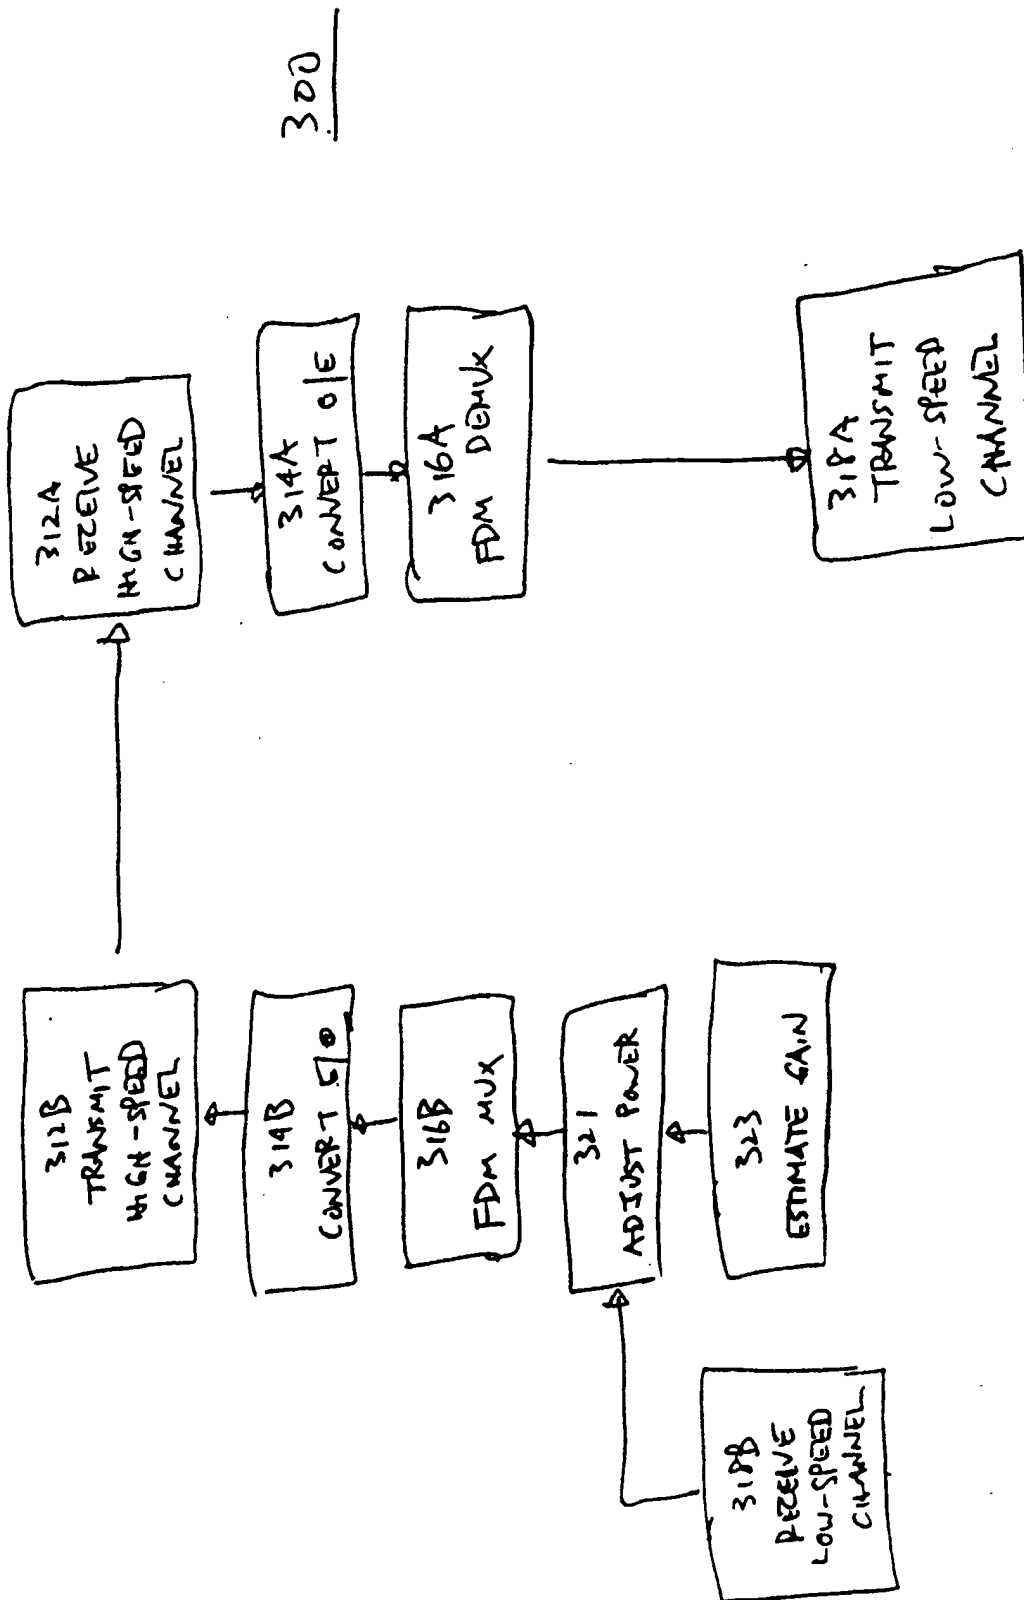 300
312B
TRANSMIT
HIGH-SPEED
CHANNEL
314B
CONVERT E/O
316B
FDM MUX
321
ADJUST POWER
323
ESTIMATE GAIN
318B
RECEIVE
LOW-SPEED
CHANNEL
312A
RECEIVE
HIGH-SPEED
CHANNEL
314A
CONVERT O/E
316A
FDM DEMUX
318A
TRANSMIT
LOW-SPEED
CHANNEL